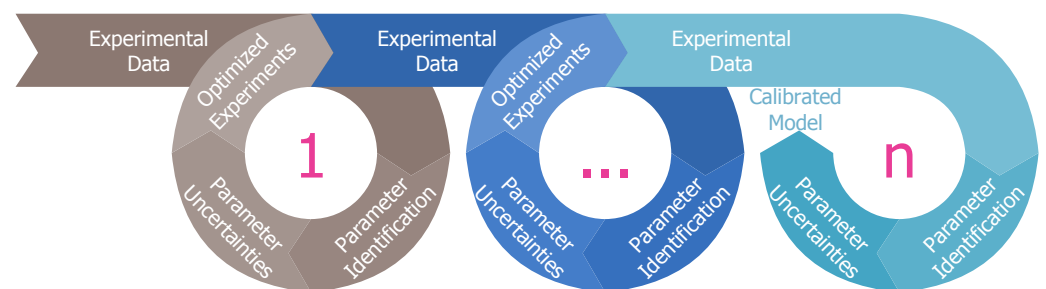 Experimental
Data
Optimized
Experiments
1
Parameter
Uncertainties
Parameter
Identification
Experimental
Data
Optimized
Experiments
...
Parameter
Uncertainties
Parameter
Identification
Experimental
Data
Calibrated
Model
n
Parameter
Uncertainties
Parameter
Identification